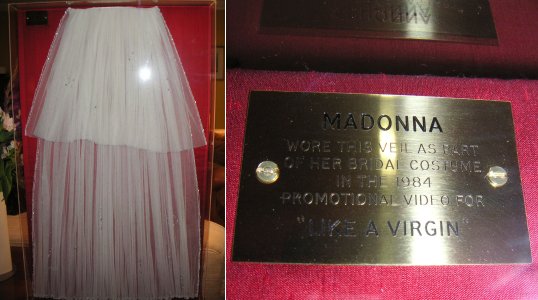 MADONNA
WORE THIS VEIL AS PART
OF HER BRIDAL COSTUME
IN THE 1984
PROMOTIONAL VIDEO FOR
"LIKE A VIRGIN"